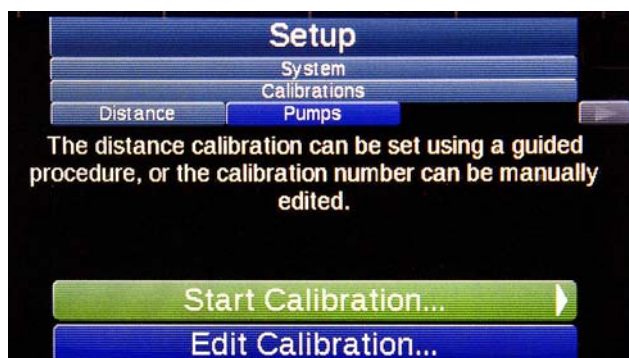 Setup
System
Calibrations
Distance Pumps
The distance calibration can be set using a guided
procedure, or the calibration number can be manually
edited.
Start Calibration...
Edit Calibration...